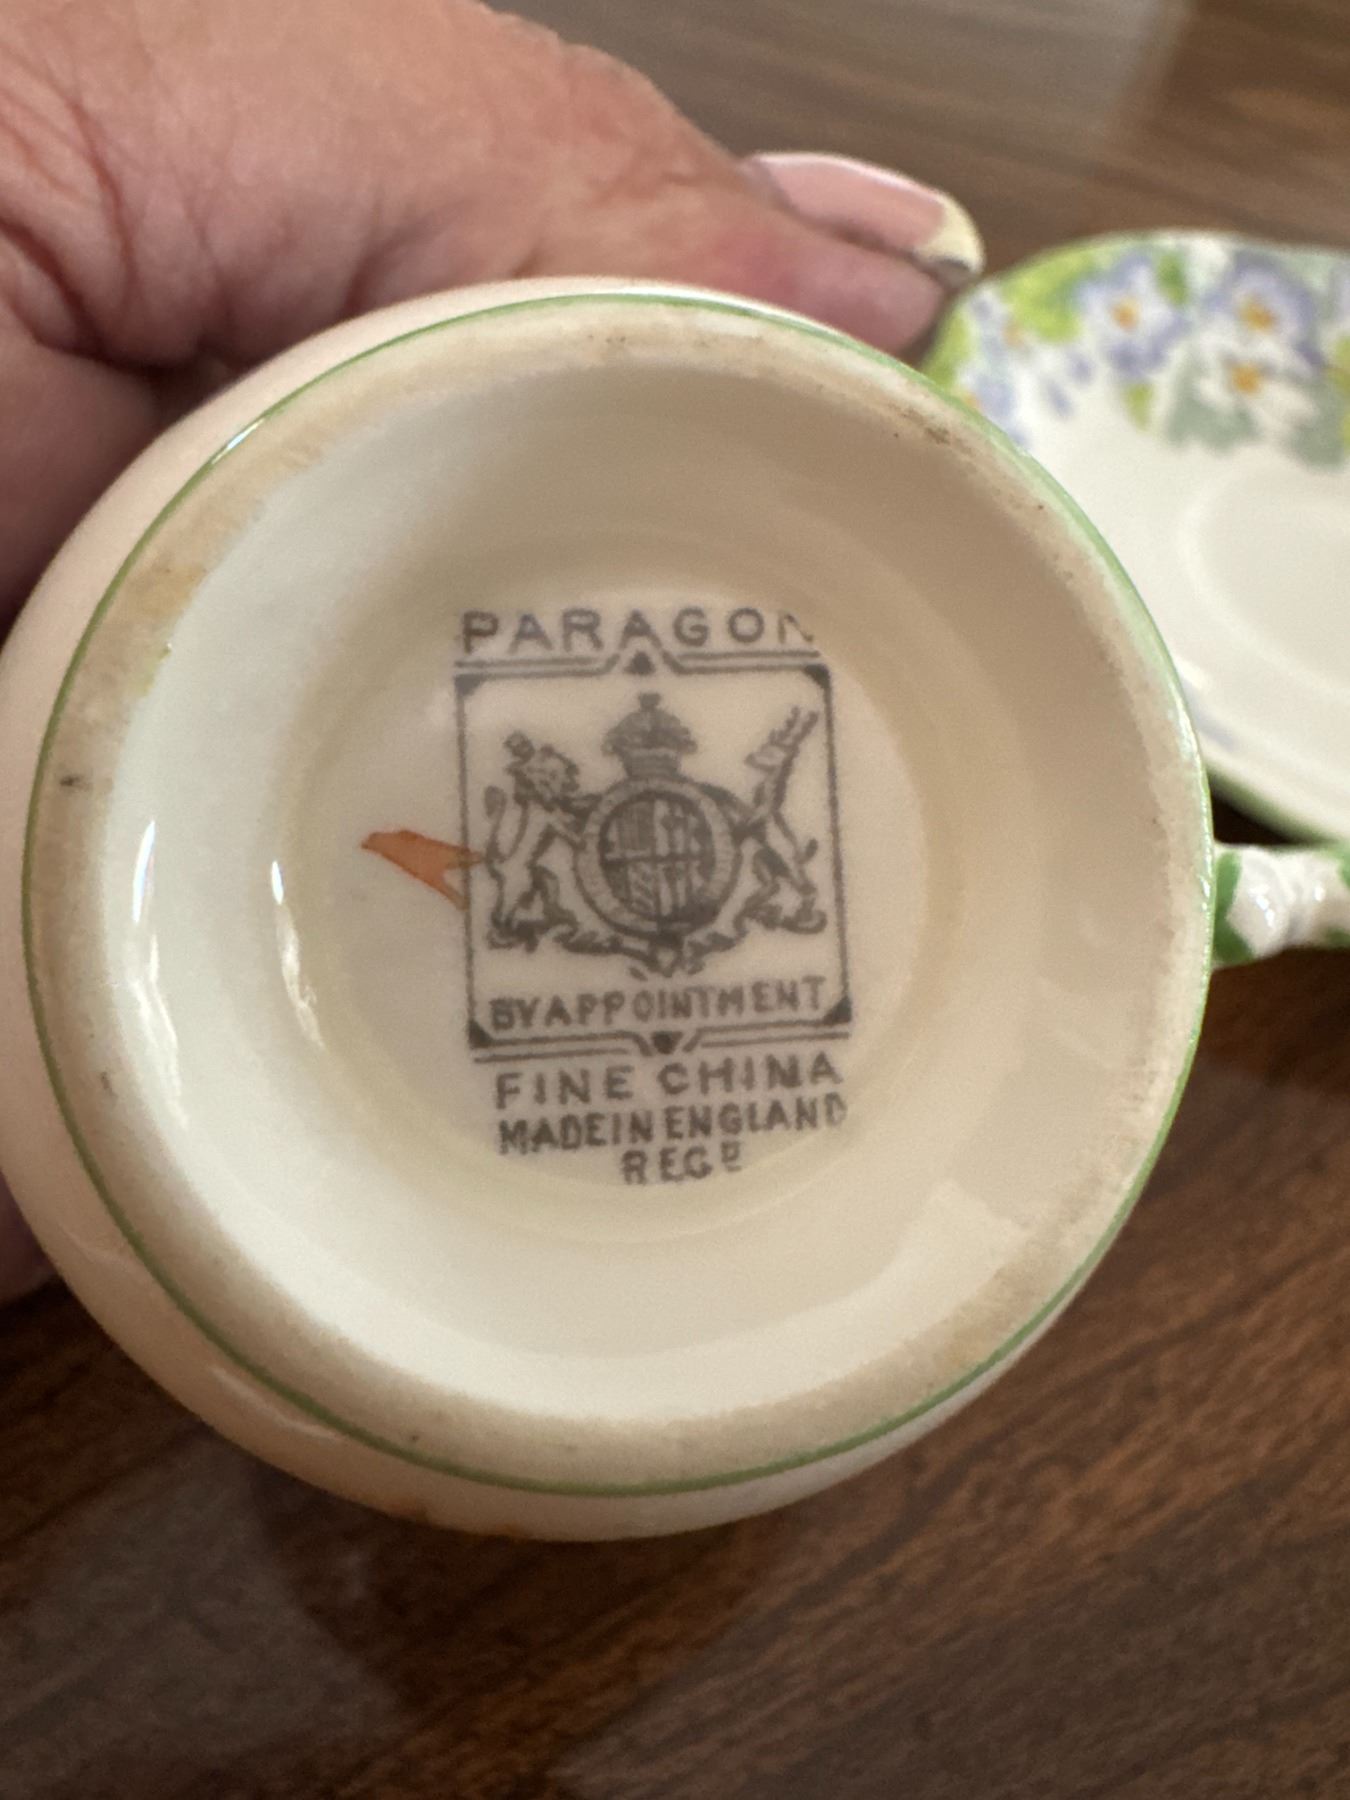 PARAGON
BY APPOINTMENT
FINE CHINA
MADE IN ENGLAND
REGD